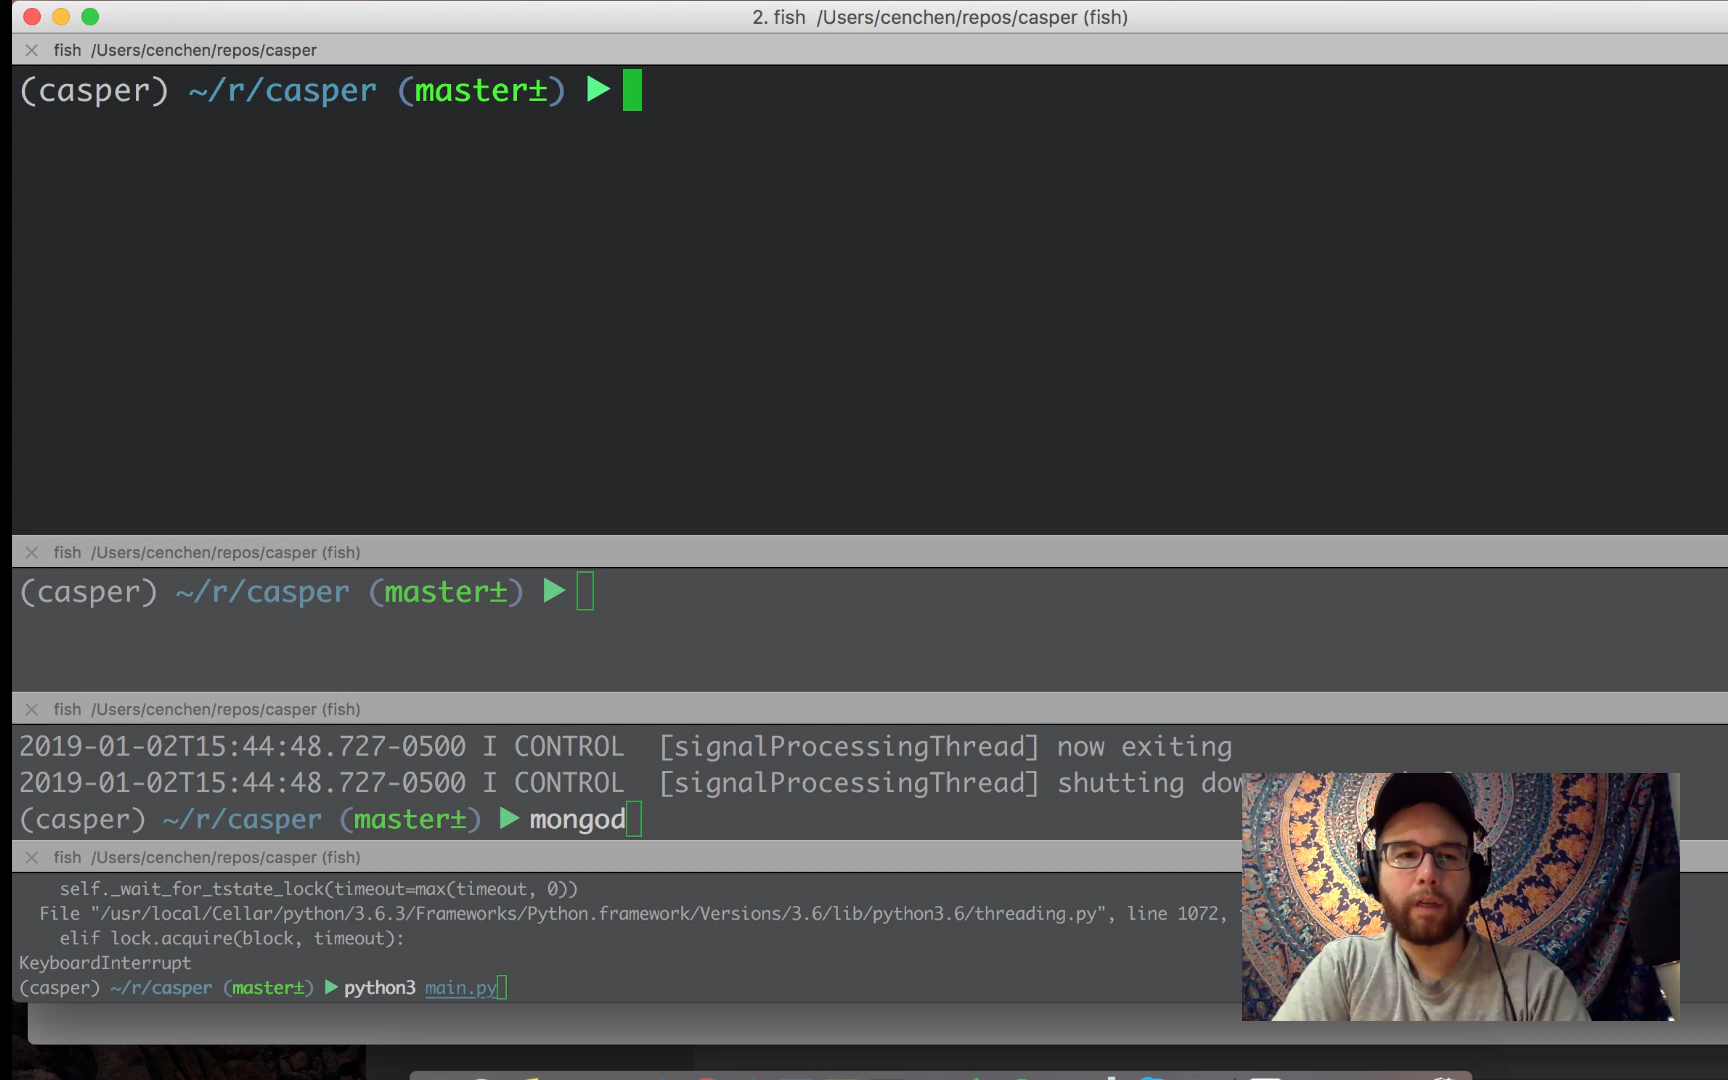 2. fish /Users/cenchen/repos/casper (fish)
fish /Users/cenchen/repos/casper
(casper) ~/r/casper (master±) ▶
fish /Users/cenchen/repos/casper (fish)
(casper) ~/r/casper (master±) ▶
fish /Users/cenchen/repos/casper (fish)
2019-01-02T15:44:48.727-0500 I CONTROL [signalProcessingThread] now exiting
2019-01-02T15:44:48.727-0500 I CONTROL [signalProcessingThread] shutting
(casper) ~/r/casper (master±) ▶ mongod
fish /Users/cenchen/repos/casper (fish)
self._wait_for_tstate_lock(timeout=max(timeout, 0))
File "/usr/local/Cellar/python/3.6.3/Frameworks/Python.framework/Versions/3.6/lib/python3.6/threading.py", line 1072,
elif lock.acquire(block, timeout):
KeyboardInterrupt
(casper) ~/r/casper (master±) ▶ python3 main.py